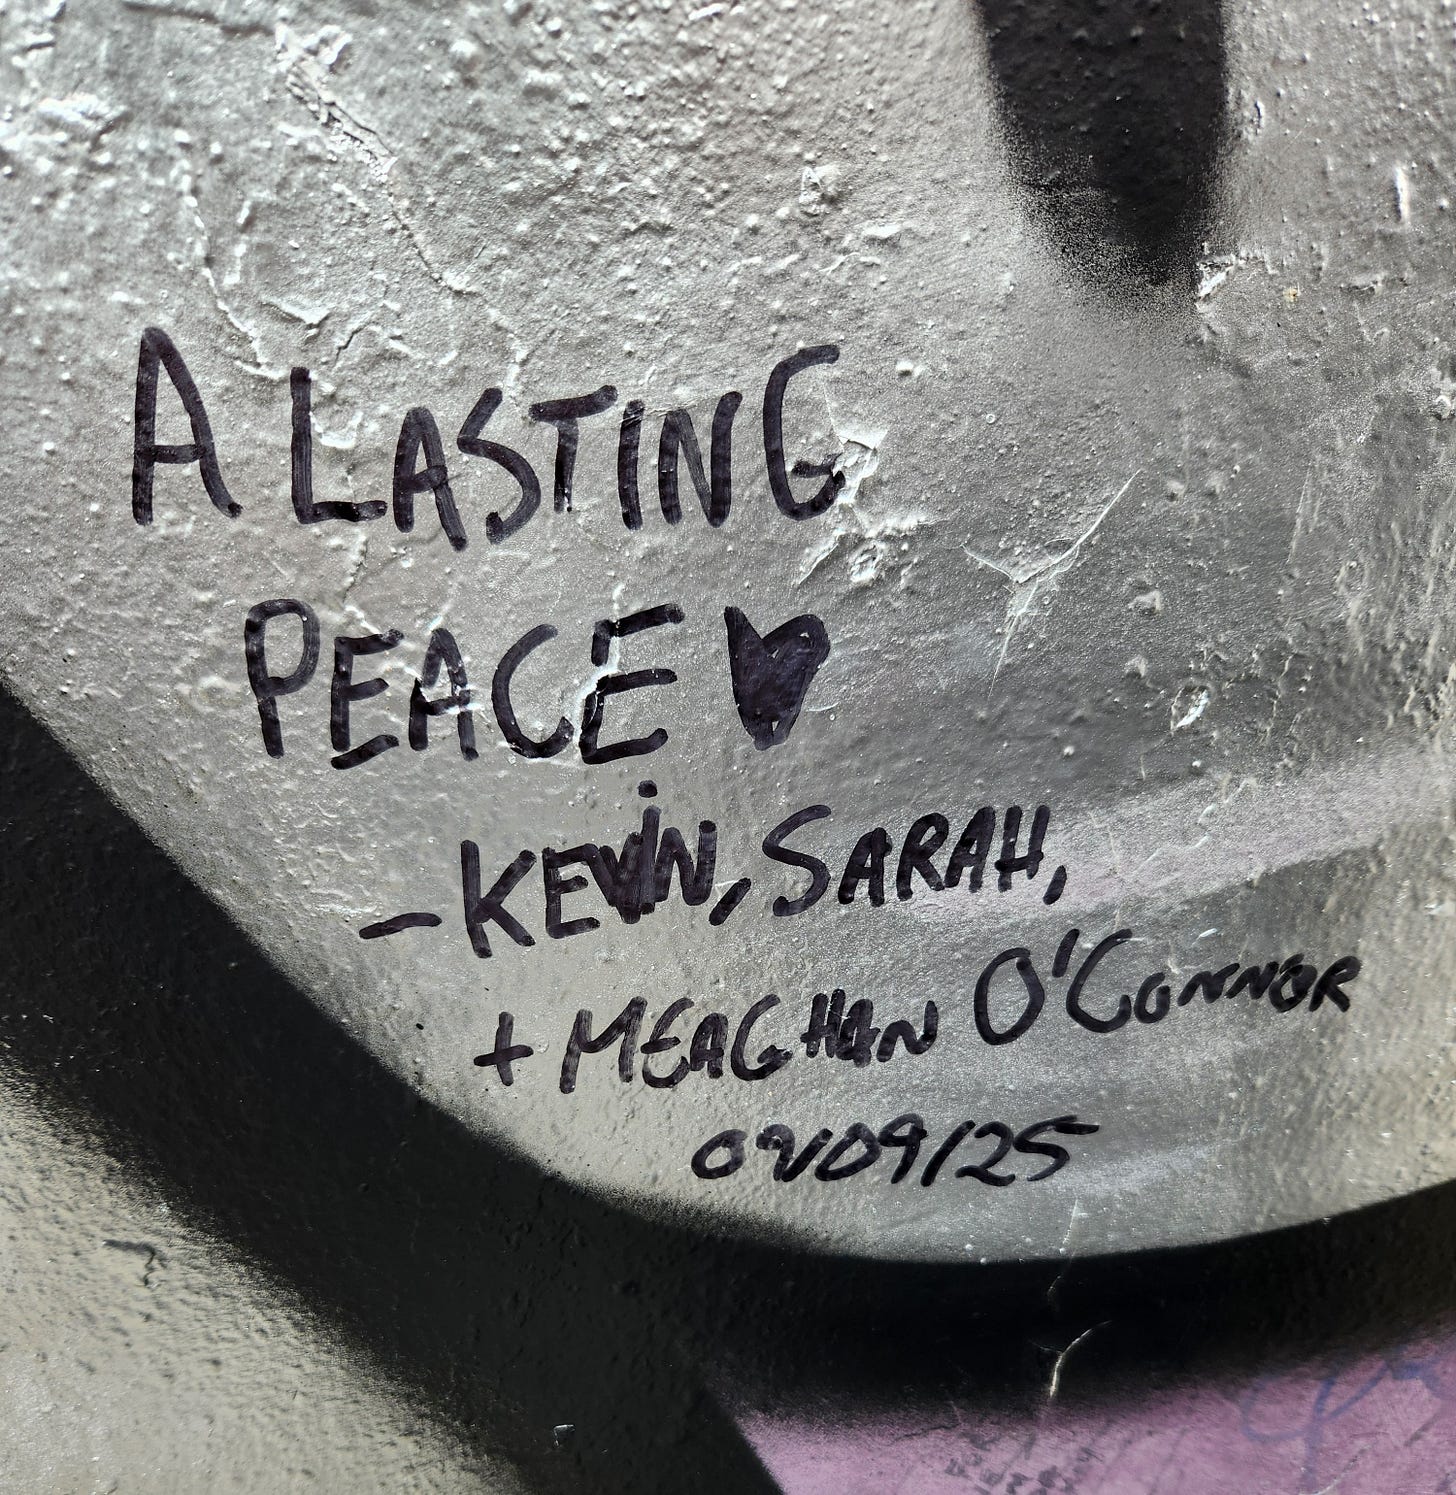 A LASTING
PEACE ♥
- KEViN, SARAH,
+ MEAGHAN O'CONNOR
09/09/25